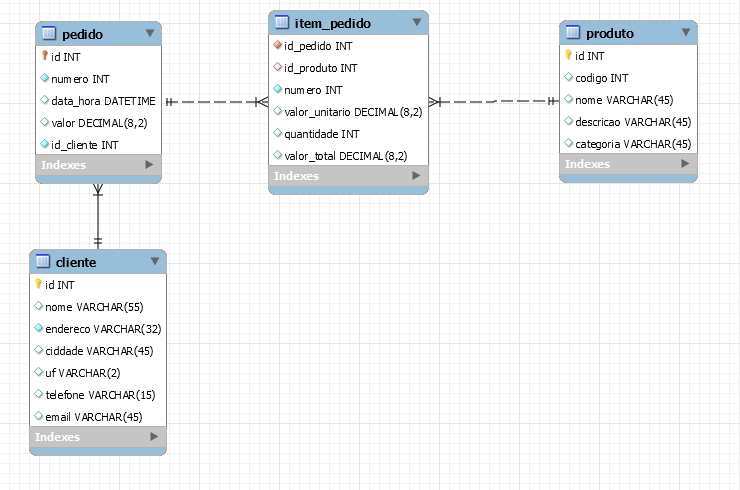 pedido
id INT
numero INT
data_hora DATETIME
valor DECIMAL(8,2)
id_cliente INT
Indexes
item_pedido
id_pedido INT
id_produto INT
numero INT
valor_unitario DECIMAL(8,2)
quantidade INT
valor_total DECIMAL(8,2)
Indexes
produto
id INT
codigo INT
nome VARCHAR(45)
descricao VARCHAR(45)
categoria VARCHAR(45)
Indexes
cliente
id INT
nome VARCHAR(55)
endereco VARCHAR(32)
ciddade VARCHAR(45)
uf VARCHAR(2)
telefone VARCHAR(15)
email VARCHAR(45)
Indexes